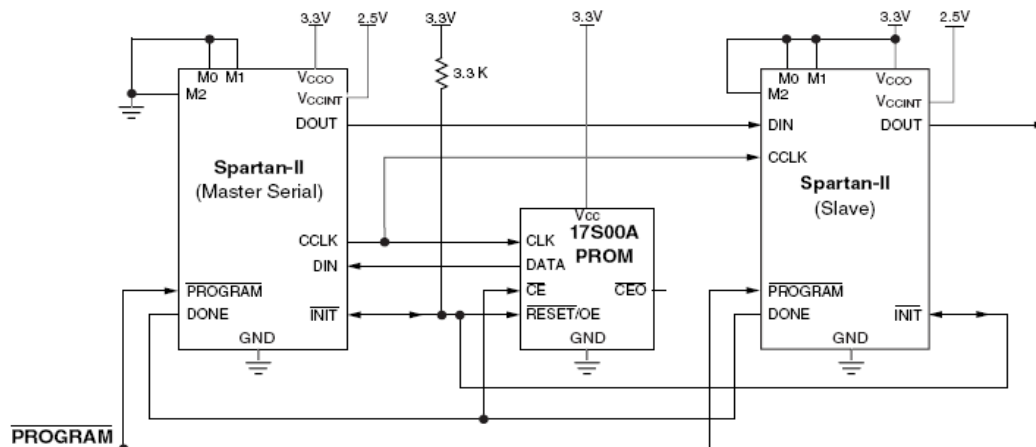 3.3V 2.5V 3.3V 3.3V 3.3V 2.5V
3.3 K
M0 M1
M2
VCCO
VCCINT
DOUT
Spartan-II
(Master Serial)
CCLK
DIN
PROGRAM
DONE
INIT
GND
Vcc
17S00A
PROM
CLK
DATA
CE
CEO
RESET/OE
GND
M0 M1
M2
VCCO
VCCINT
DIN
DOUT
CCLK
Spartan-II
(Slave)
PROGRAM
DONE
INIT
GND
PROGRAM